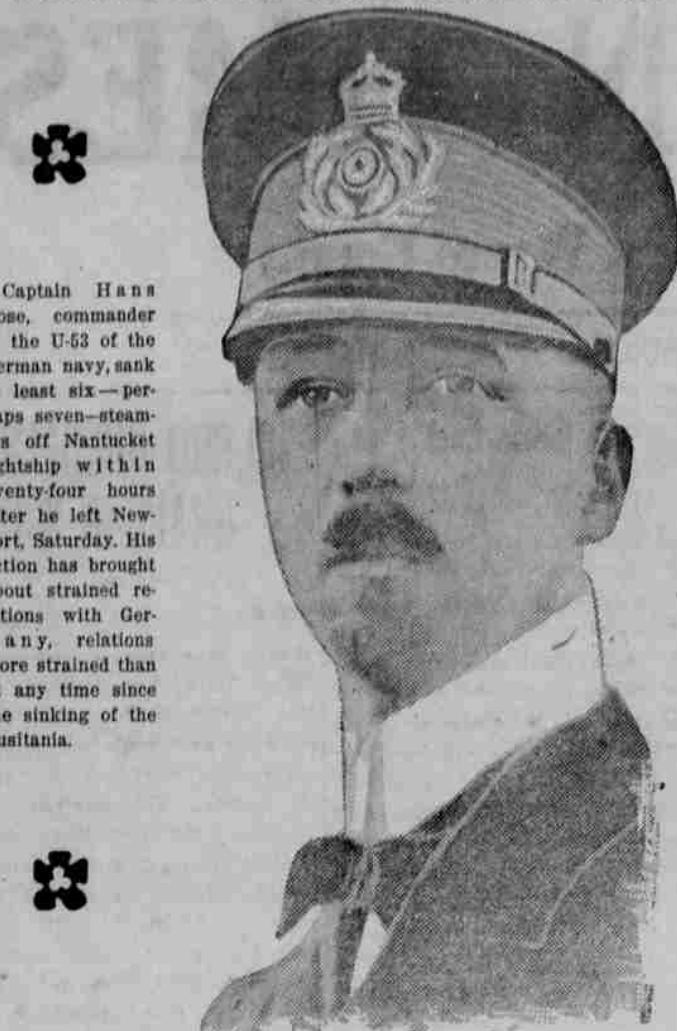 Captain Hans
ose, commander
the U-53 of the
erman navy, sank
least six—per-
aps seven—steam-
s off Nantucket
ghtship within
venty-four hours
ter he left New-
ort, Saturday. His
ction has brought
bout strained re-
tions with Ger-
any, relations
ore strained than
any time since
e sinking of the
usitania.